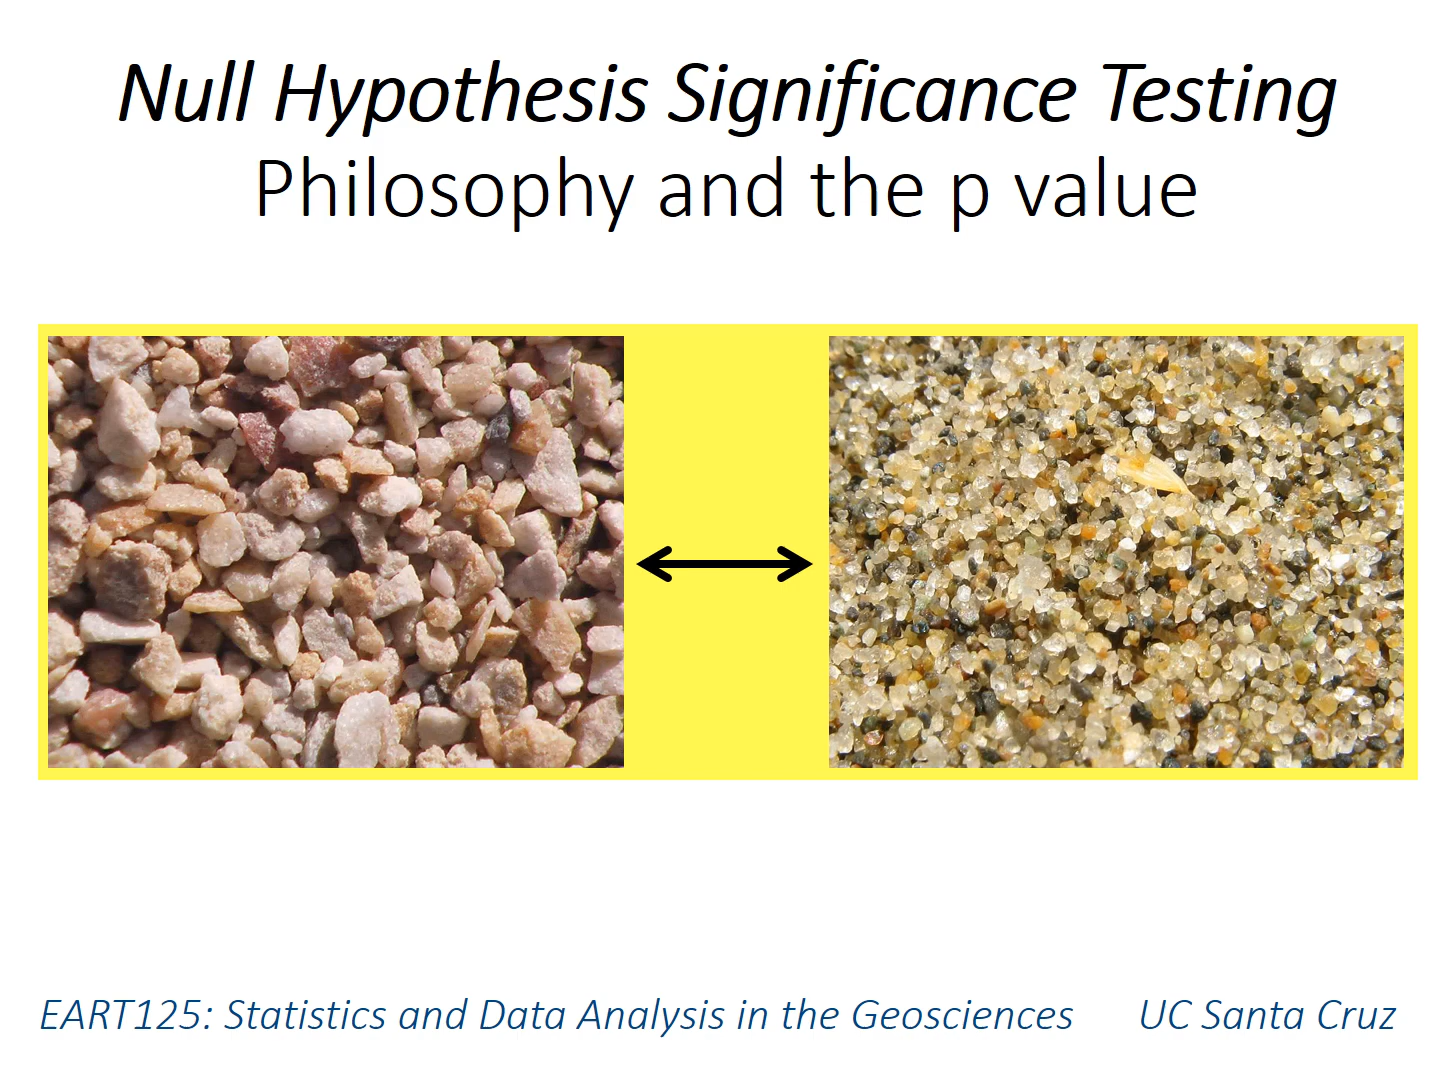 Null Hypothesis Significance Testing
Philosophy and the p value
EART125: Statistics and Data Analysis in the Geosciences UC Santa Cruz